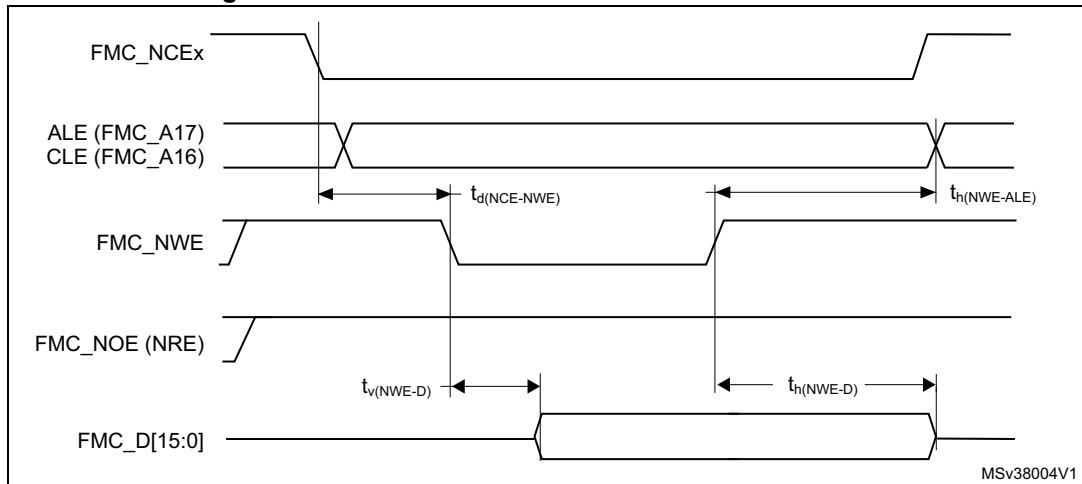 FMC_NCEx
ALE (FMC_A17)
CLE (FMC_A16)
td(NCE-NWE)
th(NWE-ALE)
FMC_NWE
FMC_NOE (NRE)
tv(NWE-D)
th(NWE-D)
FMC_D[15:0]
MSv38004V1